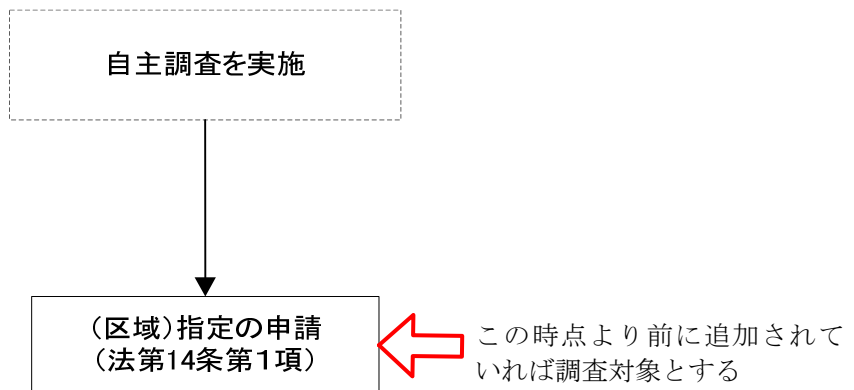 自主調査を実施
(区域)指定の申請
(法第14条第1項)
この時点より前に追加されて
いれば調査対象とする